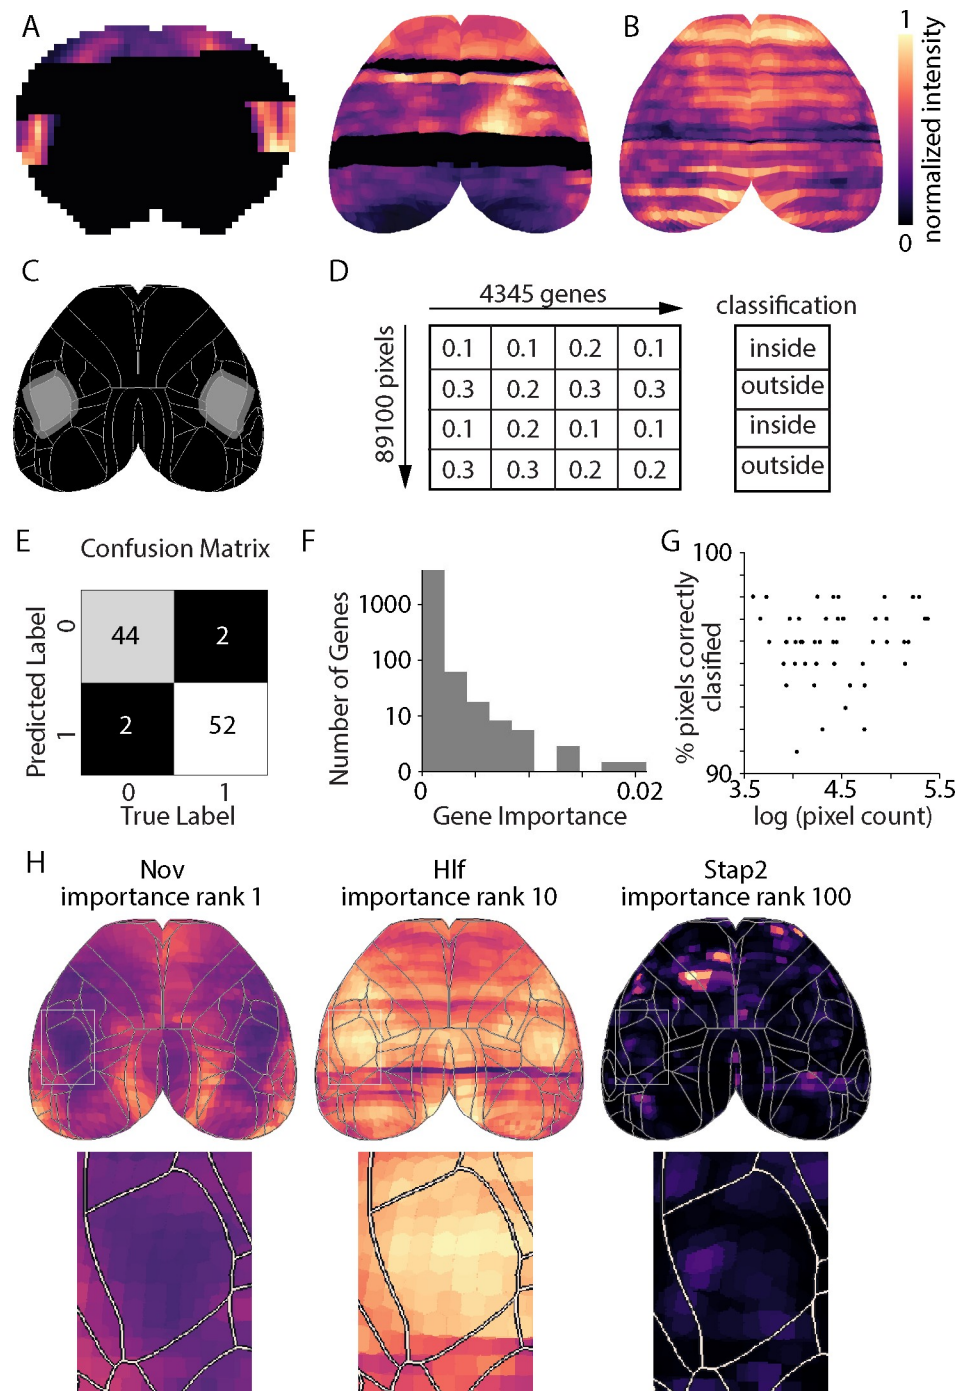 A
B
1
normalized intensity
0
C
D
4345 genes
classification
89100 pixels
0.1 0.1 0.2 0.1 inside
0.3 0.2 0.3 0.3 outside
0.1 0.2 0.1 0.1 inside
0.3 0.3 0.2 0.2 outside
E
Confusion Matrix
Predicted Label
0
1
44 2
2 52
0 1
True Label
F
Number of Genes
1000
100
10
0
0 0.02
Gene Importance
G
% pixels correctly
clasified
100
90
3.5 4.5 5.5
log (pixel count)
H
Nov
importance rank 1
Hlf
importance rank 10
Stap2
importance rank 100